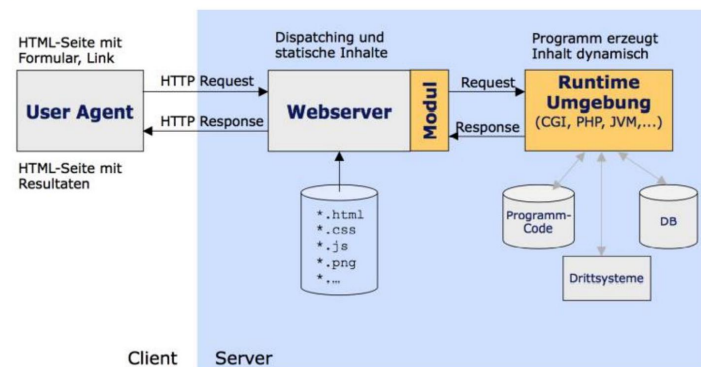 HTML-Seite mit
Formular, Link
User Agent
HTML-Seite mit
Resultaten
HTTP Request
HTTP Response
Dispatching und
statische Inhalte
Webserver
Modul
*.html
*.css
*.js
*.png
*.…
Request
Response
Programm erzeugt
Inhalt dynamisch
Runtime
Umgebung
(CGI, PHP, JVM,...)
Programm-
Code
DB
Drittsysteme
Client
Server